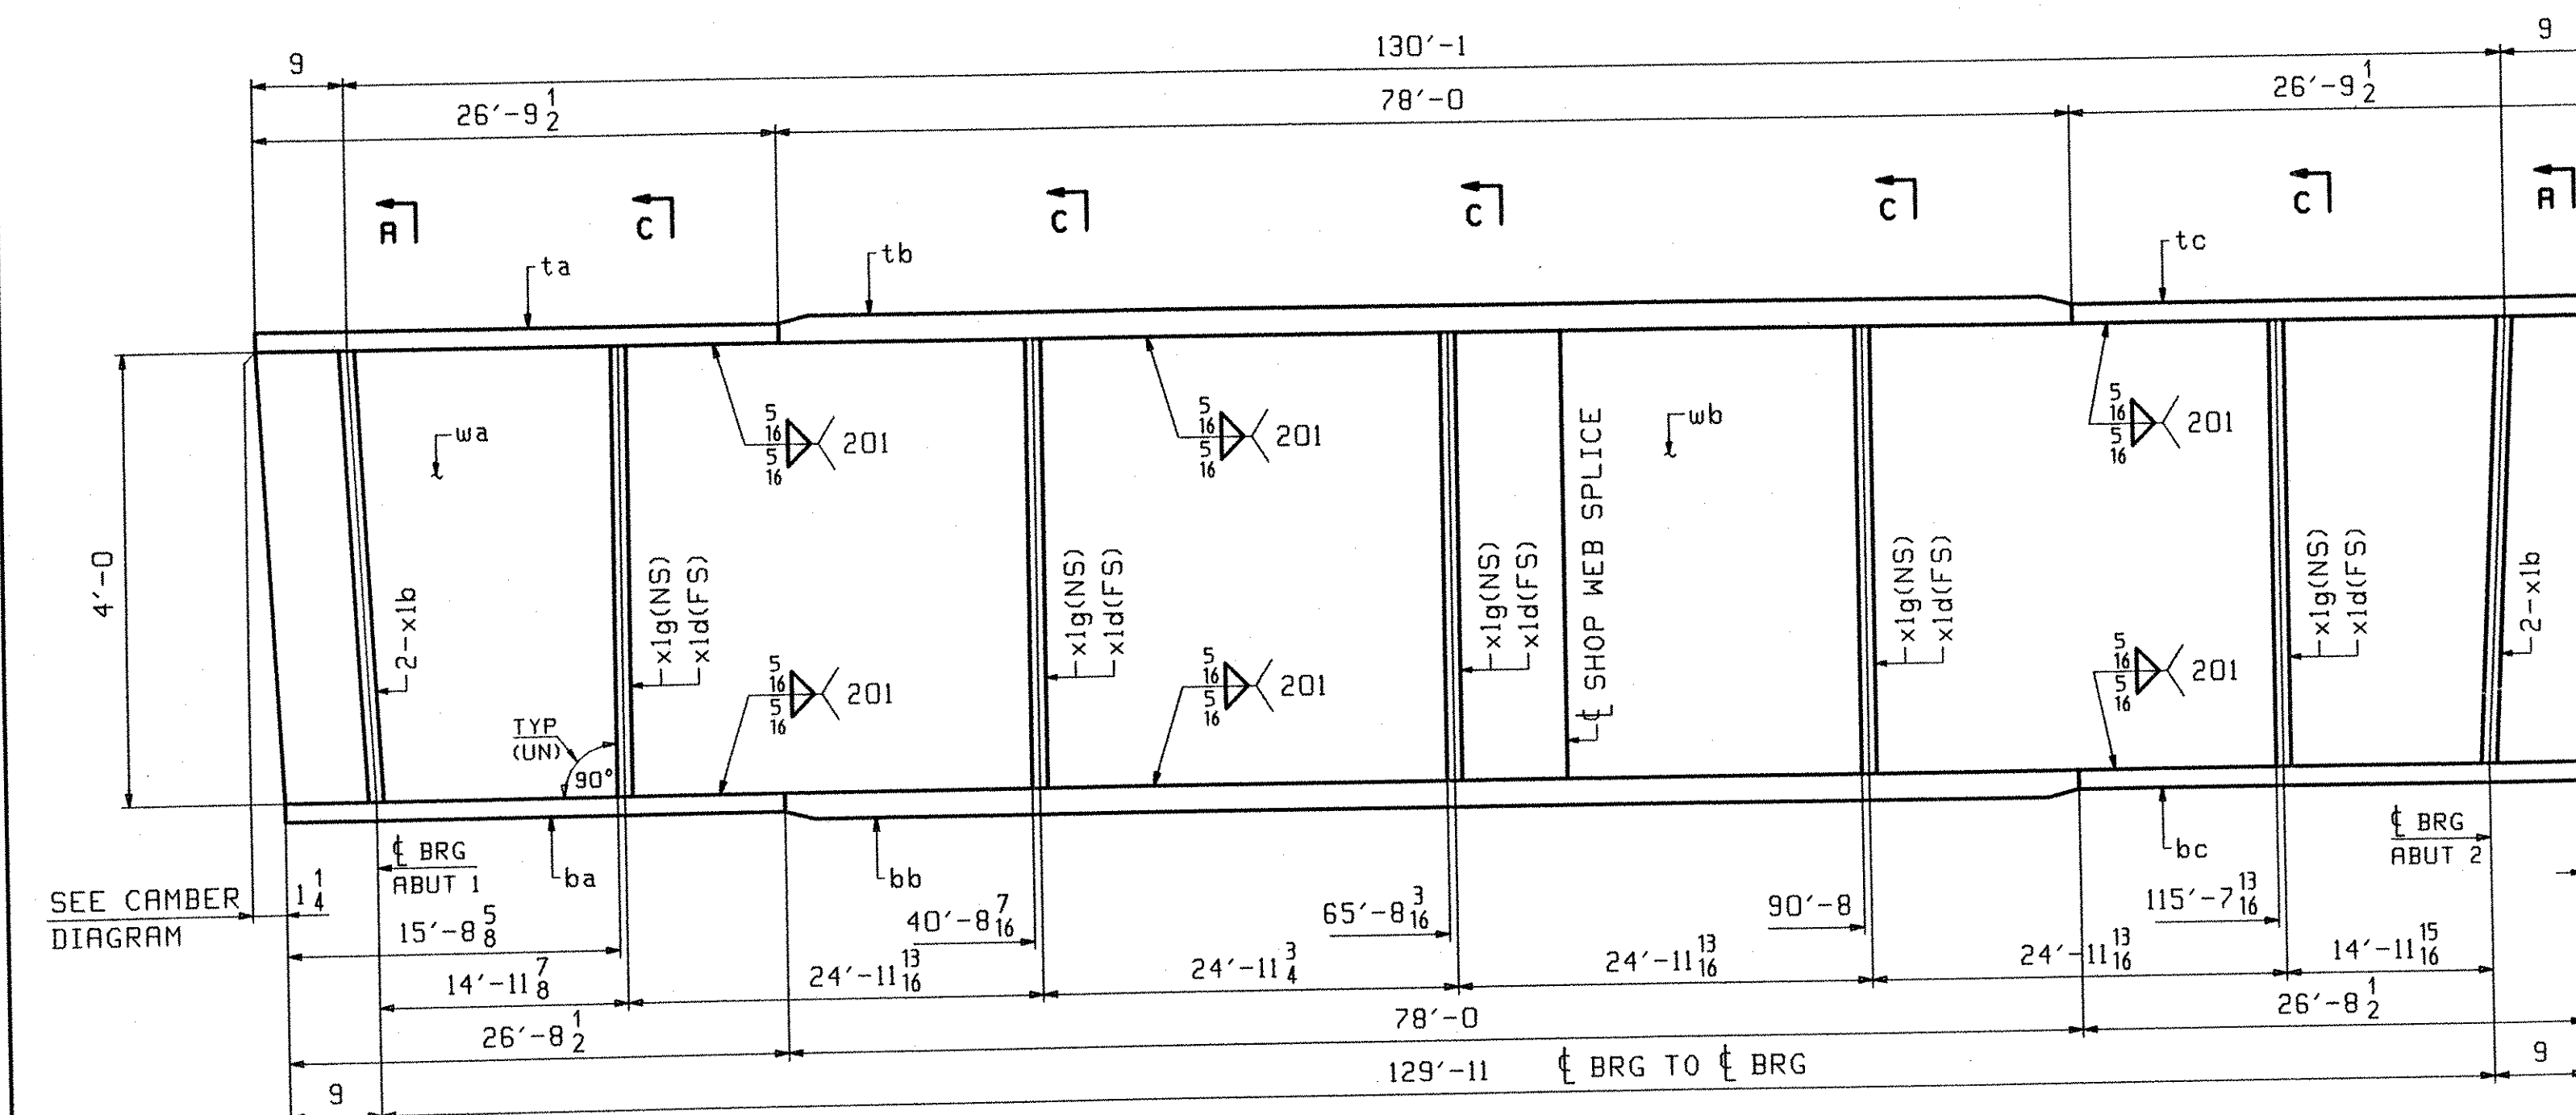 9
130′-1
9
26′-9 1/2
78′-0
26′-9 1/2
A
C
C
C
C
C
A
ta
tb
tc
wa
wb
5/16
5/16
201
5/16
5/16
201
5/16
5/16
201
4′-0
2-x1b
x1g(NS)
x1d(FS)
x1g(NS)
x1d(FS)
x1g(NS)
x1d(FS)
℄ SHOP WEB SPLICE
x1g(NS)
x1d(FS)
x1g(NS)
x1d(FS)
2-x1b
5/16
5/16
201
5/16
5/16
201
5/16
5/16
201
TYP
(UN)
90°
℄ BRG
ABUT 1
ba
bb
bc
℄ BRG
ABUT 2
SEE CAMBER
DIAGRAM
1 1/4
15′-8 5/8
40′-8 7/16
65′-8 3/16
90′-8
115′-7 13/16
14′-11 7/8
24′-11 13/16
24′-11 3/4
24′-11 13/16
24′-11 13/16
14′-11 15/16
26′-8 1/2
78′-0
26′-8 1/2
9
129′-11 ℄ BRG TO ℄ BRG
9